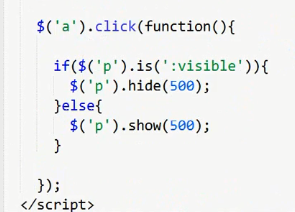 $('a').click(function(){
if($('p').is(':visible')){
$('p').hide(500);
}else{
$('p').show(500);
}
});
</script>